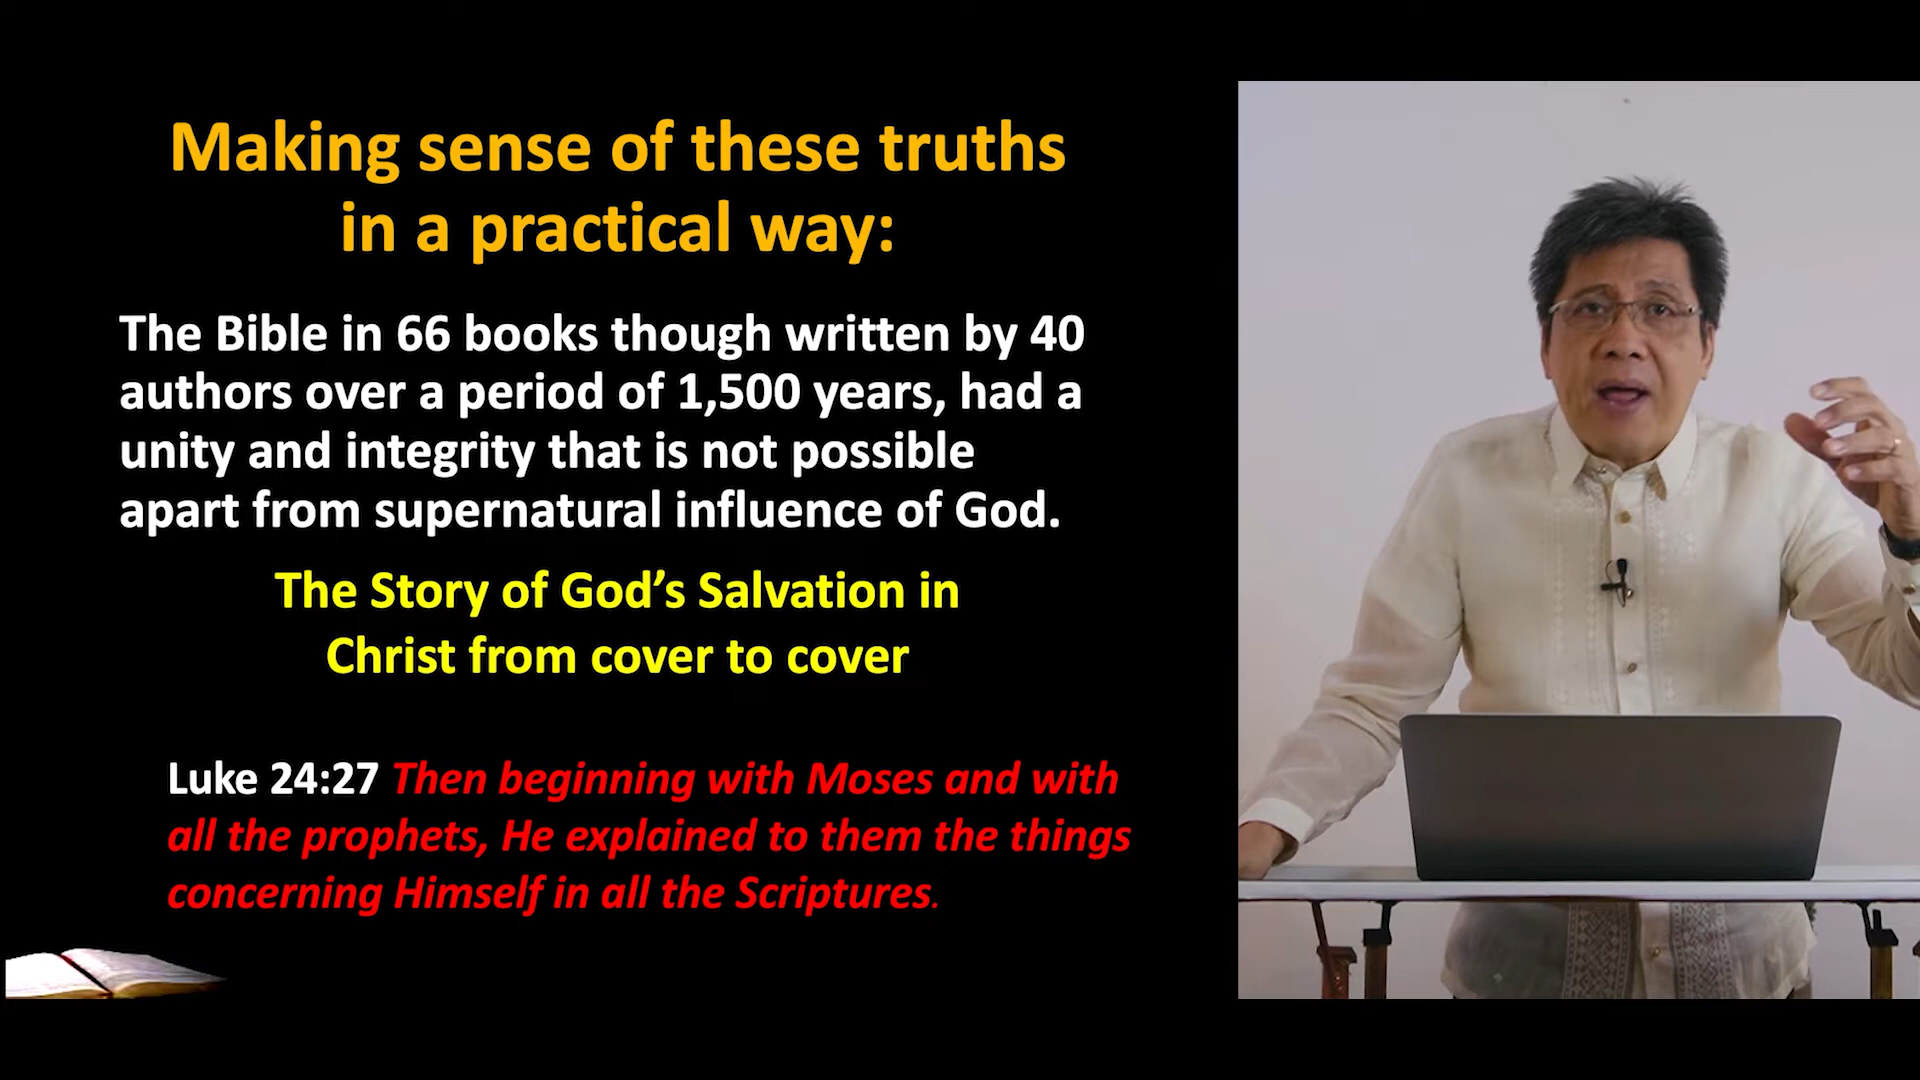 Making sense of these truths
in a practical way:
The Bible in 66 books though written by 40
authors over a period of 1,500 years, had a
unity and integrity that is not possible
apart from supernatural influence of God.
The Story of God’s Salvation in
Christ from cover to cover
Luke 24:27 Then beginning with Moses and with
all the prophets, He explained to them the things
concerning Himself in all the Scriptures.